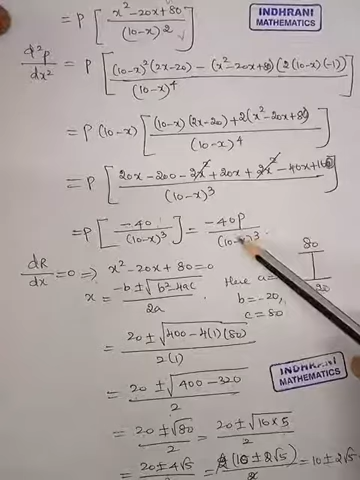 = P [ (x²-20x+80) / (10-x)² ]
INDHRANI
MATHEMATICS
d²p/dx² = P [ ((10-x)²(2x-20) - (x²-20x+80)(2(10-x)(-1))) / (10-x)⁴ ]
= P(10-x) [ ((10-x)(2x-20)+2(x²-20x+80)) / (10-x)⁴ ]
= P [ (20x-200-2x²+20x+2x²-40x+160) / (10-x)³ ]
= P [ -40 / (10-x)³ ] = -40P / (10-x)³
dR/dx = 0 ⇒ x²-20x+80=0
80
x = (-b ± √(b²-4ac)) / 2a
Here a=
b=-20,
c=80
20
= (20 ± √(400-4(1)(80))) / 2(1)
INDHRANI
MATHEMATICS
= (20 ± √(400-320)) / 2
= (20 ± √80) / 2 = (20 ± √(16×5)) / 2
= (20 ± 4√5) / 2 = 2(10 ± 2√5) / 2 = 10 ± 2√5